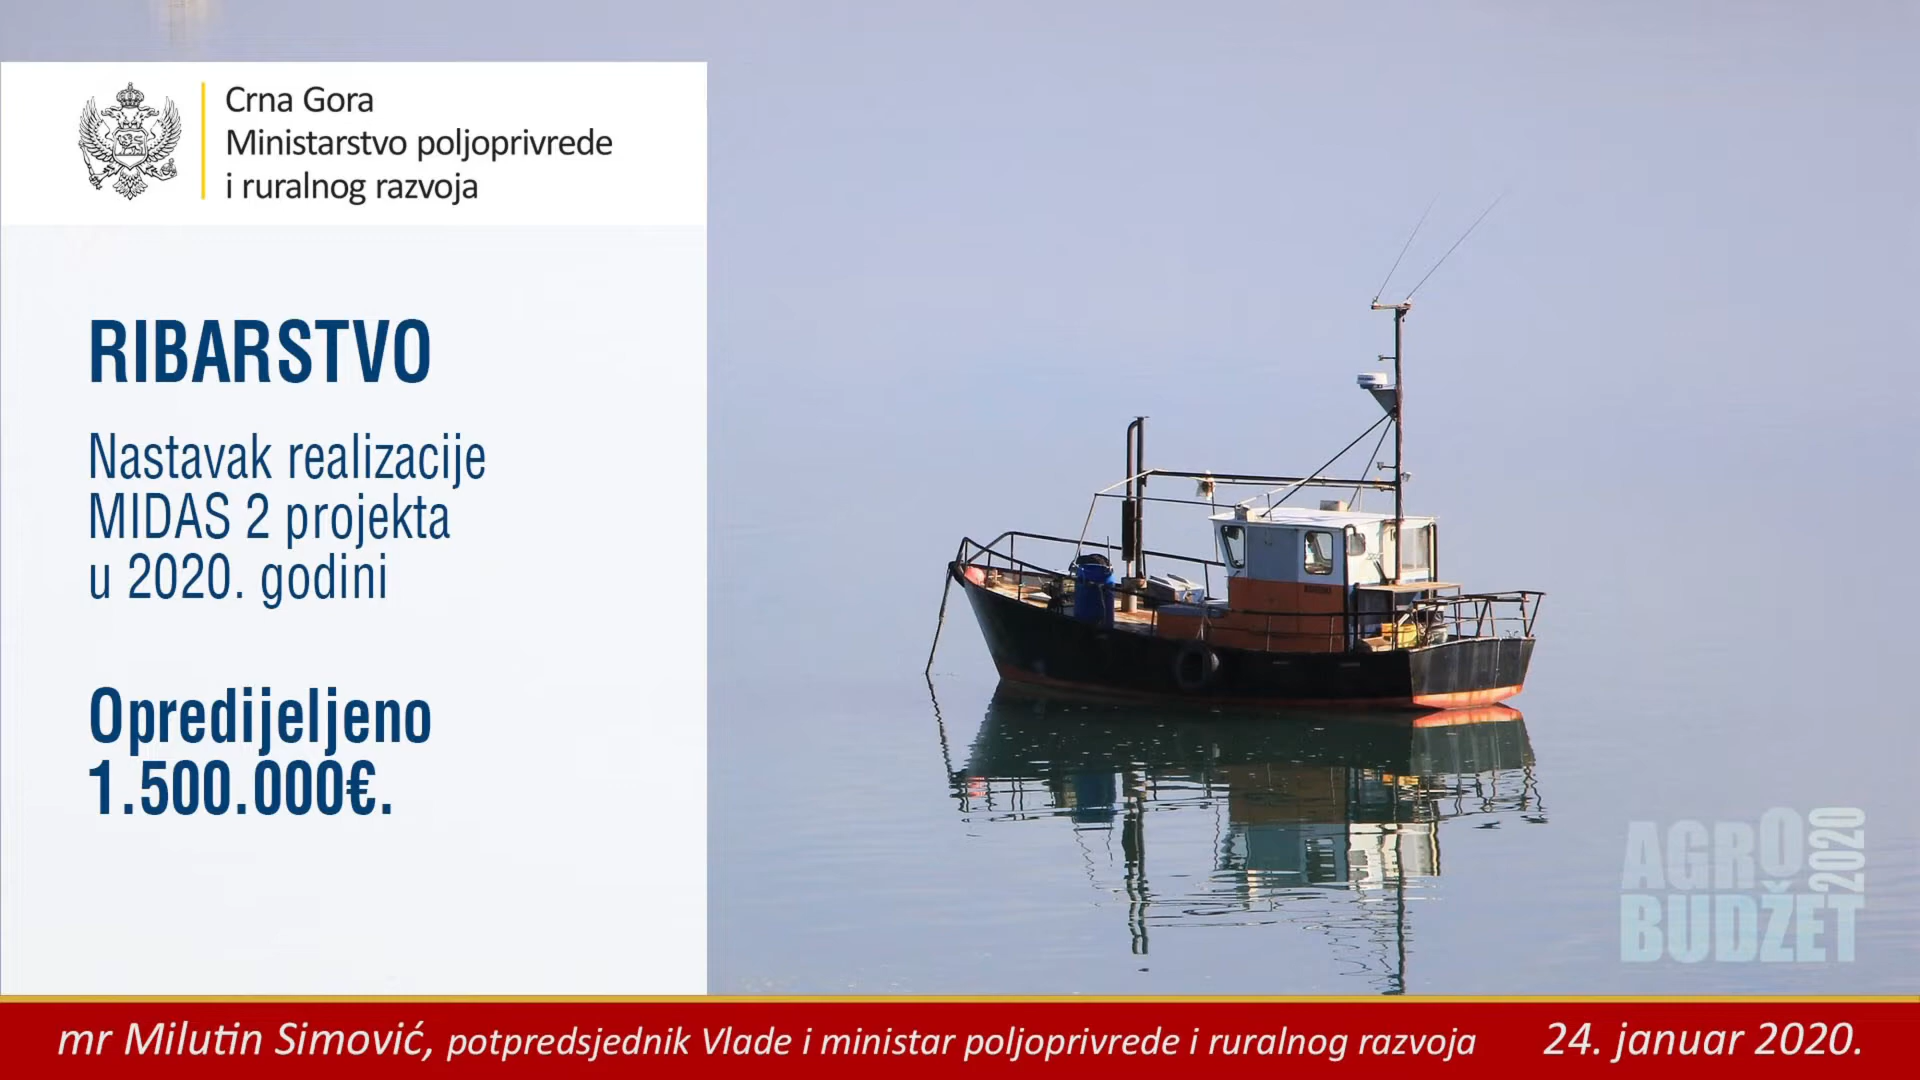 Crna Gora
Ministarstvo poljoprivrede
i ruralnog razvoja
RIBARSTVO
Nastavak realizacije
MIDAS 2 projekta
u 2020. godini
Opredijeljeno
1.500.000€.
AGRO
BUDŽET
2020
mr Milutin Simović, potpredsjednik Vlade i ministar poljoprivrede i ruralnog razvoja
24. januar 2020.